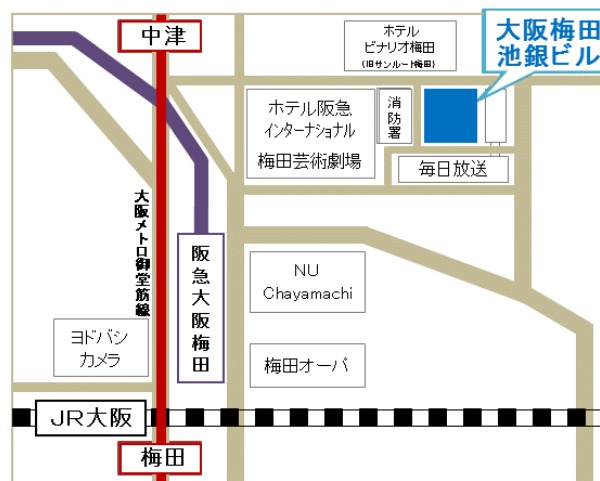 中津
ホテル
ビナリオ梅田
(旧サンルート梅田)
大阪梅田
池銀ビル
ホテル阪急
インターナショナル
梅田芸術劇場
消防署
毎日放送
大阪メトロ御堂筋線
阪急大阪梅田
NU
Chayamachi
ヨドバシ
カメラ
梅田オーパ
JR大阪
梅田